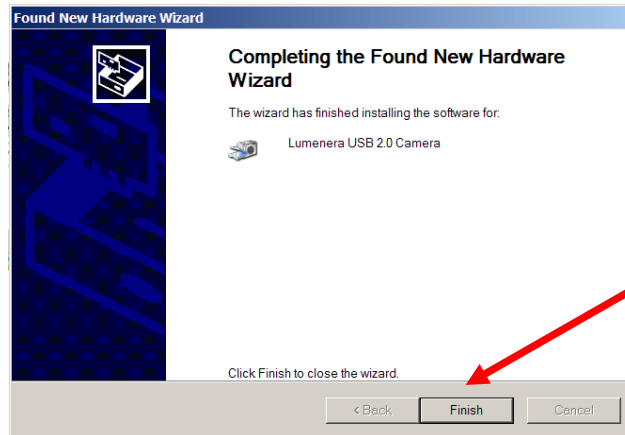 Found New Hardware Wizard
Completing the Found New Hardware
Wizard
The wizard has finished installing the software for:
Lumenera USB 2.0 Camera
Click Finish to close the wizard.
< Back Finish Cancel